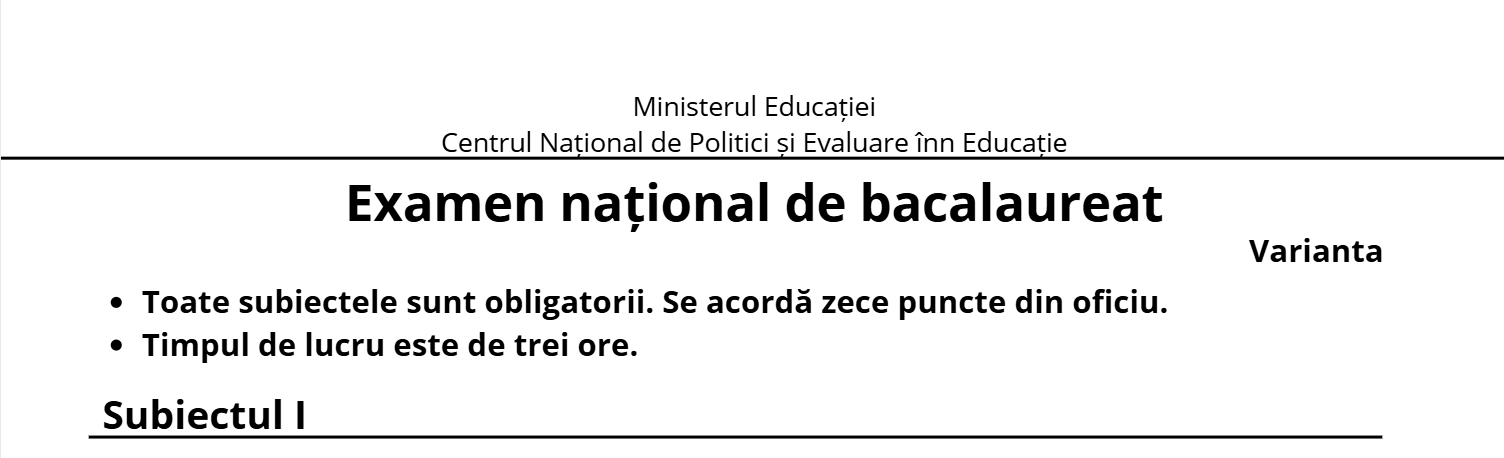 Ministerul Educației
Centrul Național de Politici și Evaluare înn Educație
Examen național de bacalaureat
Varianta
• Toate subiectele sunt obligatorii. Se acordă zece puncte din oficiu.
• Timpul de lucru este de trei ore.
Subiectul I